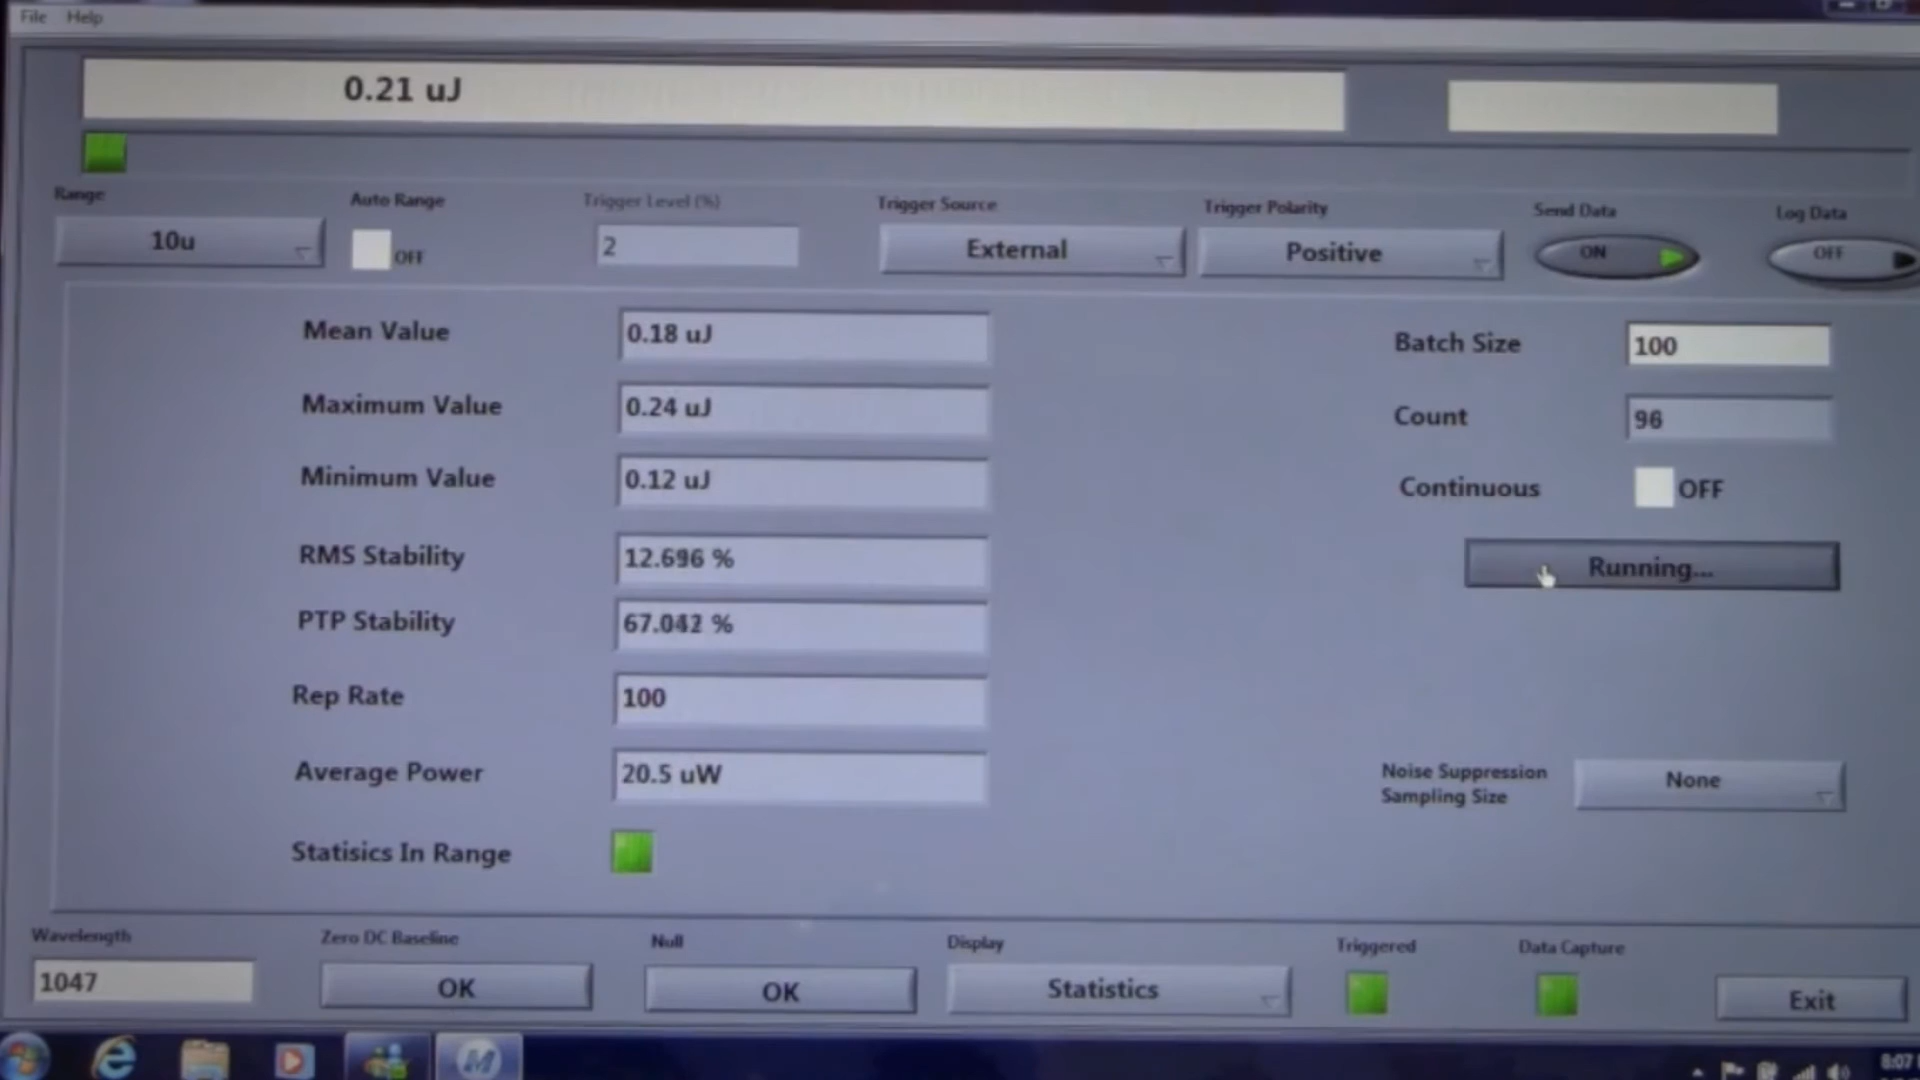 File Help
0.21 uJ
Range Auto Range Trigger Level (%) Trigger Source Trigger Polarity Send Data Log Data
10u OFF 2 External Positive ON OFF
Mean Value 0.18 uJ Batch Size 100
Maximum Value 0.24 uJ Count 96
Minimum Value 0.12 uJ Continuous OFF
RMS Stability 12.696 % Running...
PTP Stability 67.042 %
Rep Rate 100
Average Power 20.5 uW Noise Suppression
Sampling Size None
Statisics In Range
Wavelength Zero DC Baseline Null Display Triggered Data Capture
1047 OK OK Statistics Exit
8:07